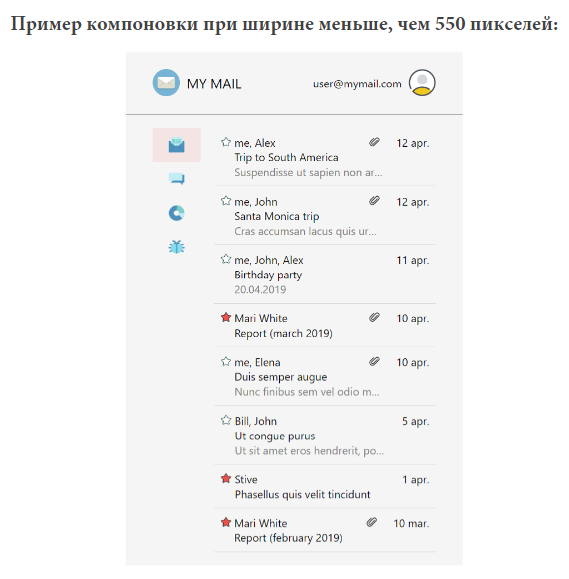 Пример компоновки при ширине меньше, чем 550 пикселей:
MY MAIL user@mymail.com
me, Alex 12 apr.
Trip to South America
Suspendisse ut sapien non ar...
me, John 12 apr.
Santa Monica trip
Cras accumsan lacus quis ur...
me, John, Alex 11 apr.
Birthday party
20.04.2019
Mari White 10 apr.
Report (march 2019)
me, Elena 10 apr.
Duis semper augue
Nunc finibus sem vel odio m...
Bill, John 5 apr.
Ut congue purus
Ut sit amet eros hendrerit, po...
Stive 1 apr.
Phasellus quis velit tincidunt
Mari White 10 mar.
Report (february 2019)